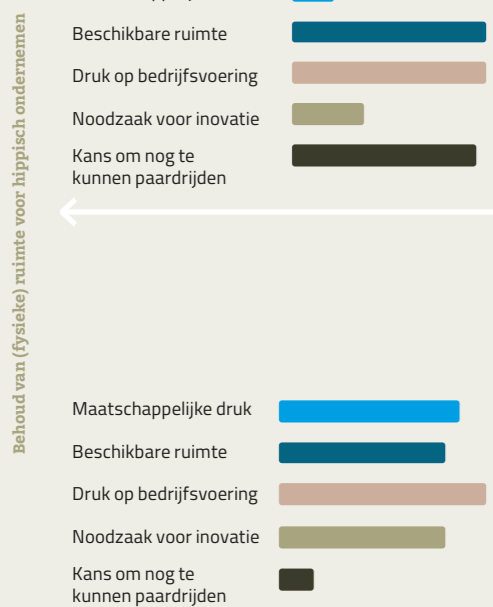 Beschikbare ruimte
Druk op bedrijfsvoering
Noodzaak voor inovatie
Kans om nog te
kunnen paardrijden
Behoud van (fysieke) ruimte voor hippisch ondernemen
Maatschappelijke druk
Beschikbare ruimte
Druk op bedrijfsvoering
Noodzaak voor inovatie
Kans om nog te
kunnen paardrijden